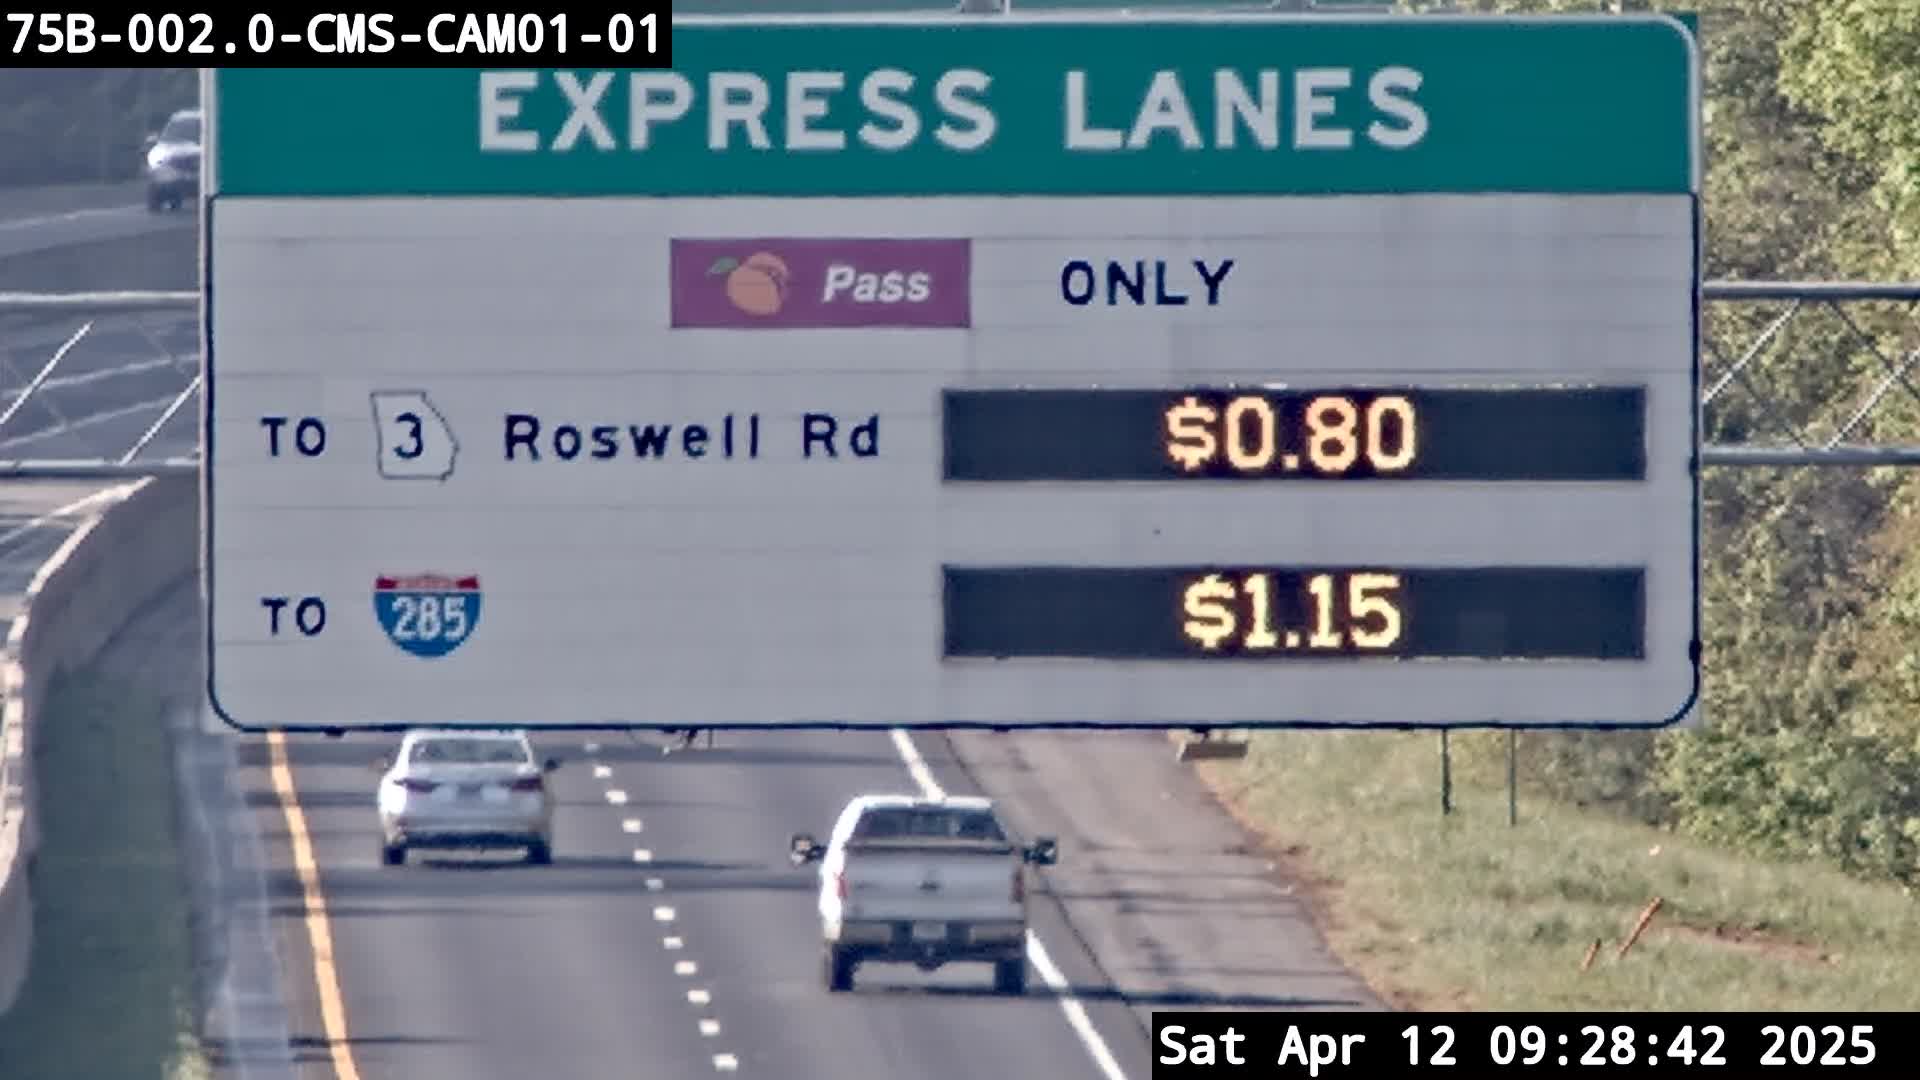 75B-002.0-CMS-CAM01-01
EXPRESS LANES
Pass ONLY
TO 3 Roswell Rd $0.80
TO 285 $1.15
Sat Apr 12 09:28:42 2025